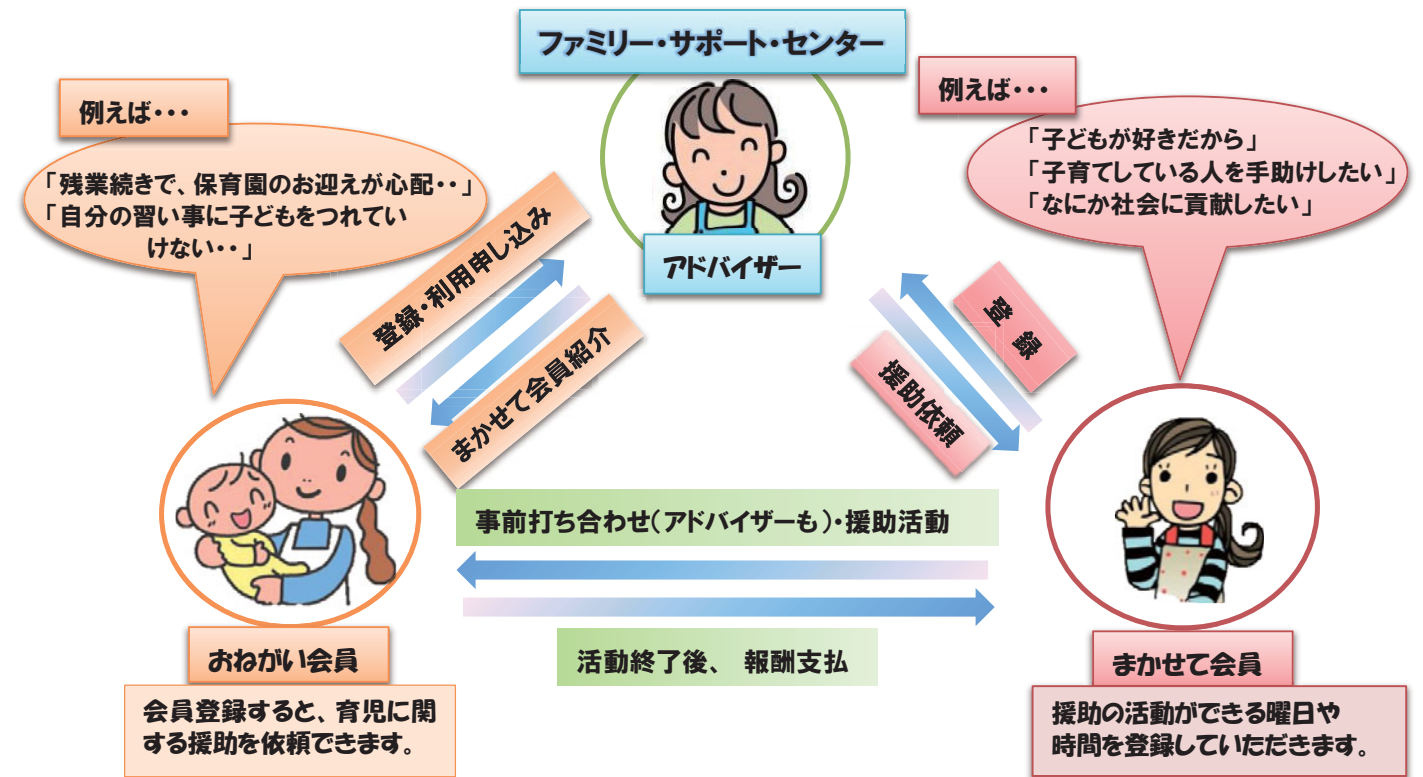 ファミリー・サポート・センター
アドバイザー
例えば・・・
「残業続きで、保育園のお迎えが心配・・」
「自分の習い事に子どもをつれてい
けない・・」
例えば・・・
「子どもが好きだから」
「子育てしている人を手助けしたい」
「なにか社会に貢献したい」
登録・利用申し込み
まかせて会員紹介
登 録
援助依頼
事前打ち合わせ(アドバイザーも)・援助活動
活動終了後、 報酬支払
おねがい会員
会員登録すると、育児に関
する援助を依頼できます。
まかせて会員
援助の活動ができる曜日や
時間を登録していただきます。